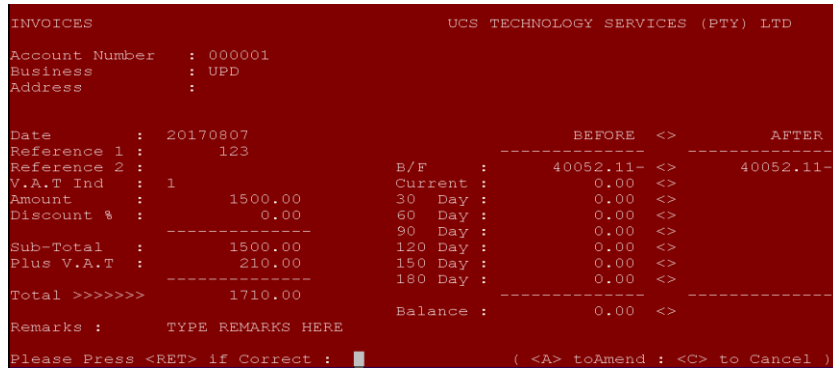 INVOICES UCS TECHNOLOGY SERVICES (PTY) LTD
Account Number : 000001
Business : UPD
Address :
Date : 20170807 BEFORE <> AFTER
Reference 1 : 123 -------------- --------------
Reference 2 : B/F : 40052.11- <> 40052.11-
V.A.T Ind : 1 Current : 0.00 <>
Amount : 1500.00 30 Day : 0.00 <>
Discount % : 0.00 60 Day : 0.00 <>
-------------- 90 Day : 0.00 <>
Sub-Total : 1500.00 120 Day : 0.00 <>
Plus V.A.T : 210.00 150 Day : 0.00 <>
-------------- 180 Day : 0.00 <>
Total >>>>>>> 1710.00 -------------- --------------
Balance : 0.00 <>
Remarks : TYPE REMARKS HERE
Please Press <RET> if Correct : ( <A> toAmend : <C> to Cancel )